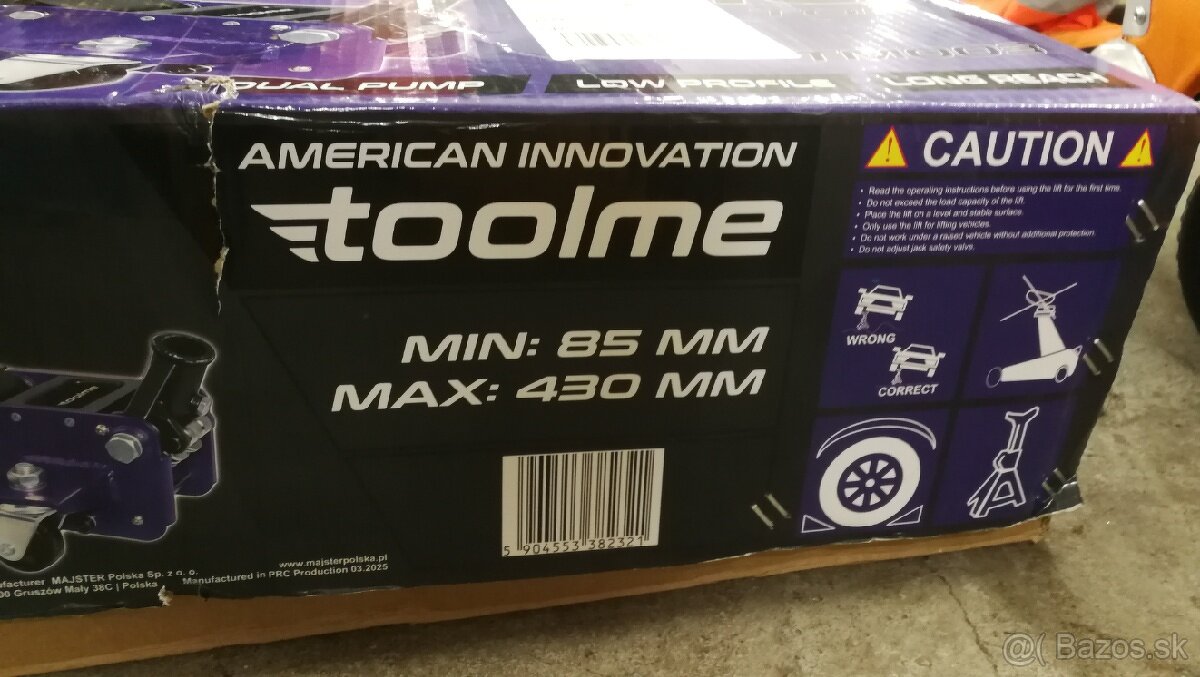 DUAL PUMP
LOW PROFILE
LONG REACH
AMERICAN INNOVATION
toolme
MIN: 85 MM
MAX: 430 MM
5 904553 382321
www.majsterpolska.pl
MAJSTER Polska Sp. z o. o.
Manufactured in PRC Production 03.2025
Gruszów Mały 38C | Polska
CAUTION
• Read the operating instructions before using the lift for the first time.
• Do not exceed the load capacity of the lift.
• Place the lift on a level and stable surface.
• Only use the lift for lifting vehicles.
• Do not work under a raised vehicle without additional protection.
• Do not adjust jack safety valve.
WRONG
CORRECT
Bazos.sk